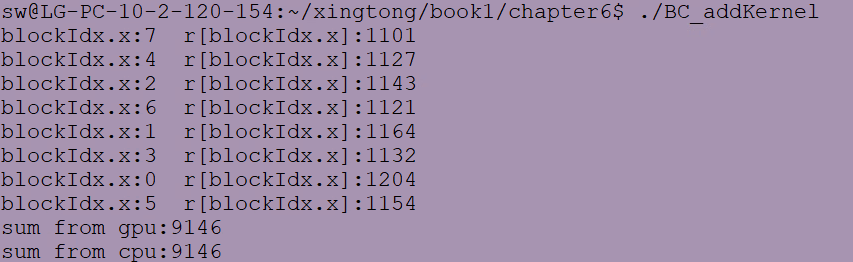 sw@LG-PC-10-2-120-154:~/xingtong/book1/chapter6$ ./BC_addKernel
blockIdx.x:7  r[blockIdx.x]:1101
blockIdx.x:4  r[blockIdx.x]:1127
blockIdx.x:2  r[blockIdx.x]:1143
blockIdx.x:6  r[blockIdx.x]:1121
blockIdx.x:1  r[blockIdx.x]:1164
blockIdx.x:3  r[blockIdx.x]:1132
blockIdx.x:0  r[blockIdx.x]:1204
blockIdx.x:5  r[blockIdx.x]:1154
sum from gpu:9146
sum from cpu:9146